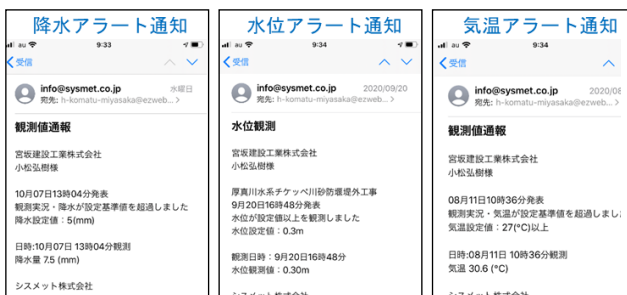 降水アラート通知
au 9:33
受信
info@sysmet.co.jp 水曜日
宛先: h-komatu-miyasaka@ezweb...>
観測値通報
宮坂建設工業株式会社
小松弘樹様
10月07日13時04分発表
観測実況・降水が設定基準値を超過しました
降水設定値：5(mm)
日時:10月07日 13時04分観測
降水量 7.5 (mm)
シスメット株式会社
水位アラート通知
au 9:34
受信
info@sysmet.co.jp 2020/09/20
宛先: h-komatu-miyasaka@ezweb...>
水位観測
宮坂建設工業株式会社
小松弘樹様
厚真川水系チケッペ川砂防堰堤外工事
9月20日16時48分発表
水位が設定値以上を観測しました
水位設定値：0.3m
観測日時：9月20日16時48分
水位観測値：0.30m
シスメット株式会社
気温アラート通知
au 9:34
受信
info@sysmet.co.jp 2020/08
宛先: h-komatu-miyasaka@ezweb
観測値通報
宮坂建設工業株式会社
小松弘樹様
08月11日10時36分発表
観測実況・気温が設定基準値を超過しまし
気温設定値：27(℃)以上
日時:08月11日 10時36分観測
気温 30.6 (℃)
シスメット株式会社